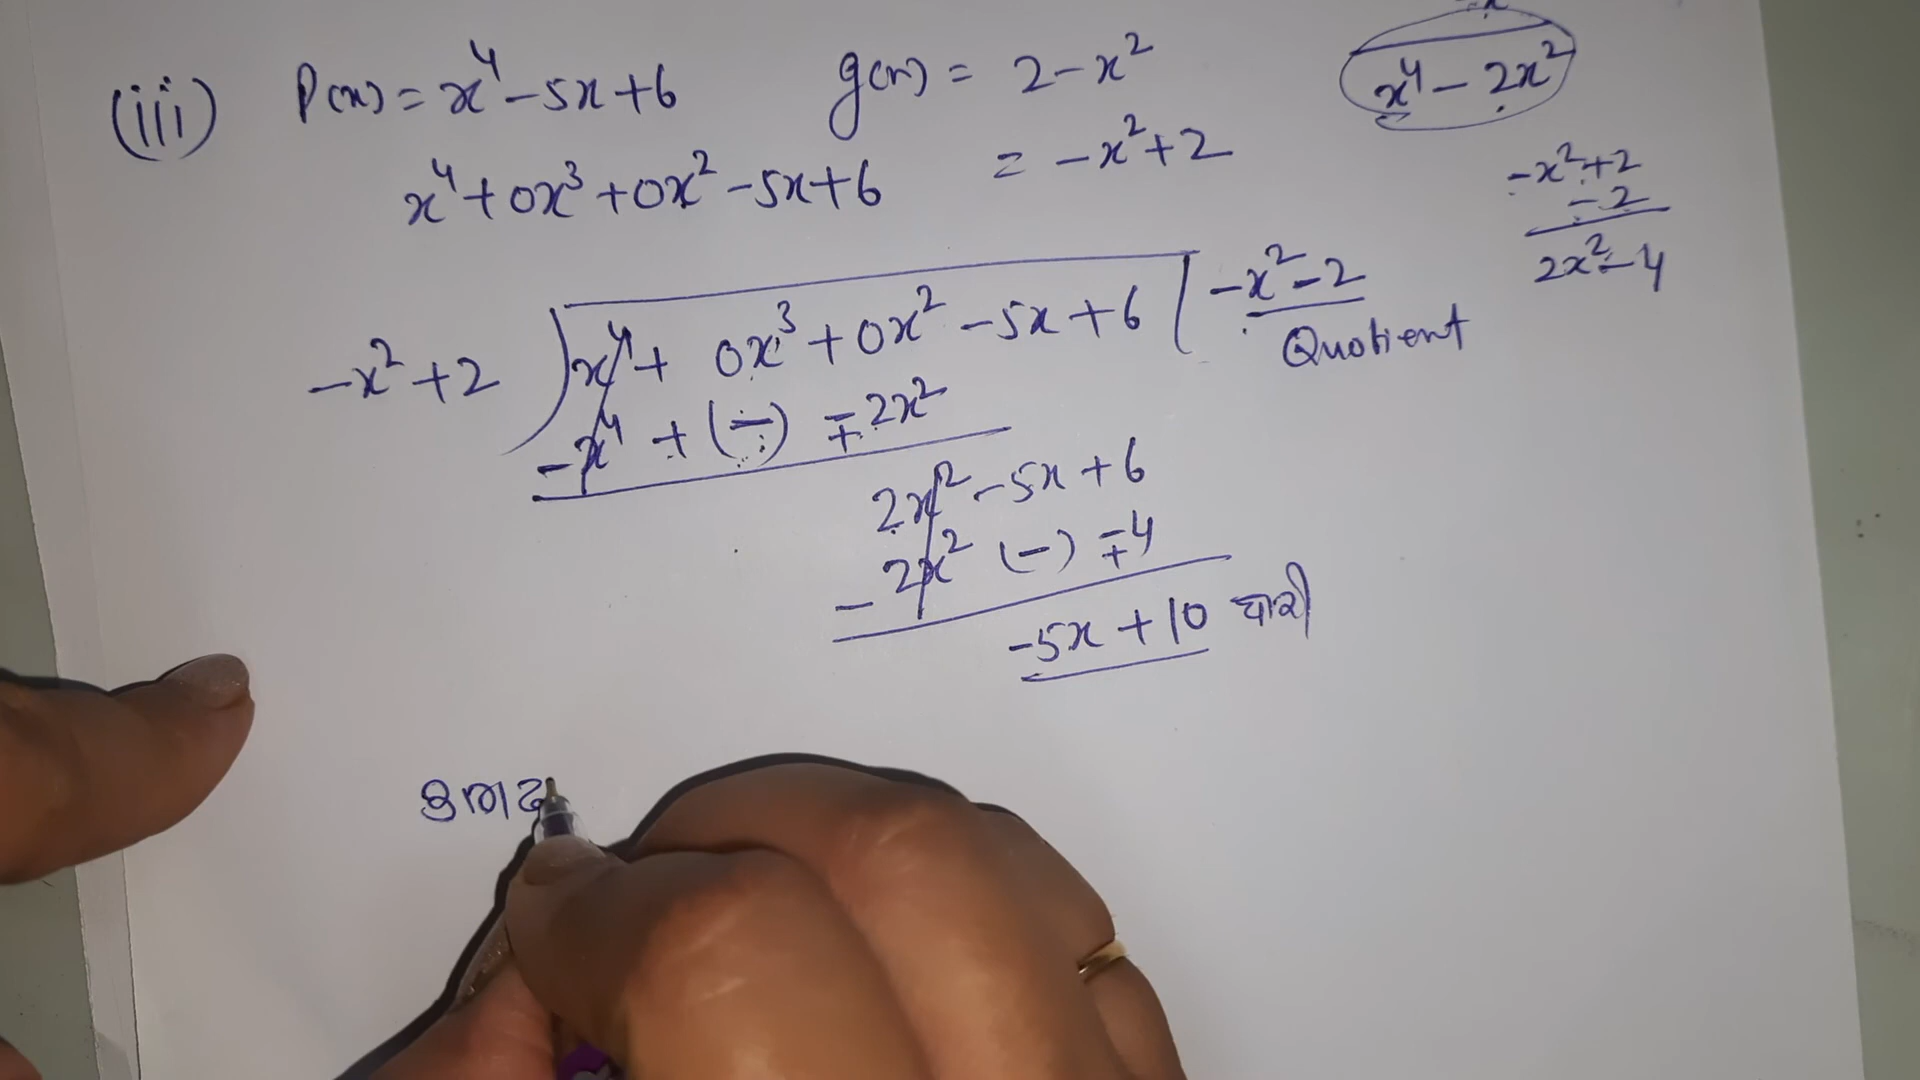 (iii) P(x) = x⁴ - 5x + 6 g(x) = 2 - x²
x⁴ + 0x³ + 0x² - 5x + 6 = -x² + 2
x⁴ - 2x²
-x² + 2
- 2
2x² - 4
-x² + 2 ) x⁴ + 0x³ + 0x² - 5x + 6 | -x² - 2
Quotient
- x⁴ + (-) ∓ 2x²
2x² - 5x + 6
- 2x² (-) ∓ 4
-5x + 10